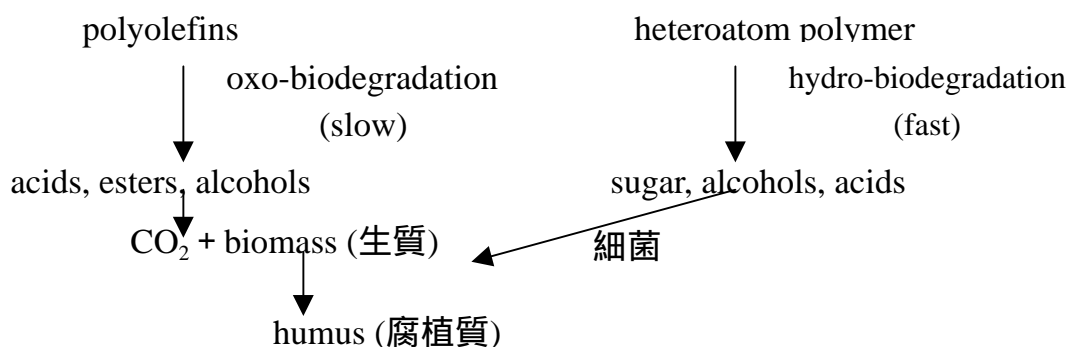 polyolefins
heteroatom polymer
oxo-biodegradation
(slow)
hydro-biodegradation
(fast)
acids, esters, alcohols
sugar, alcohols, acids
CO₂ + biomass (生質)
細菌
humus (腐植質)